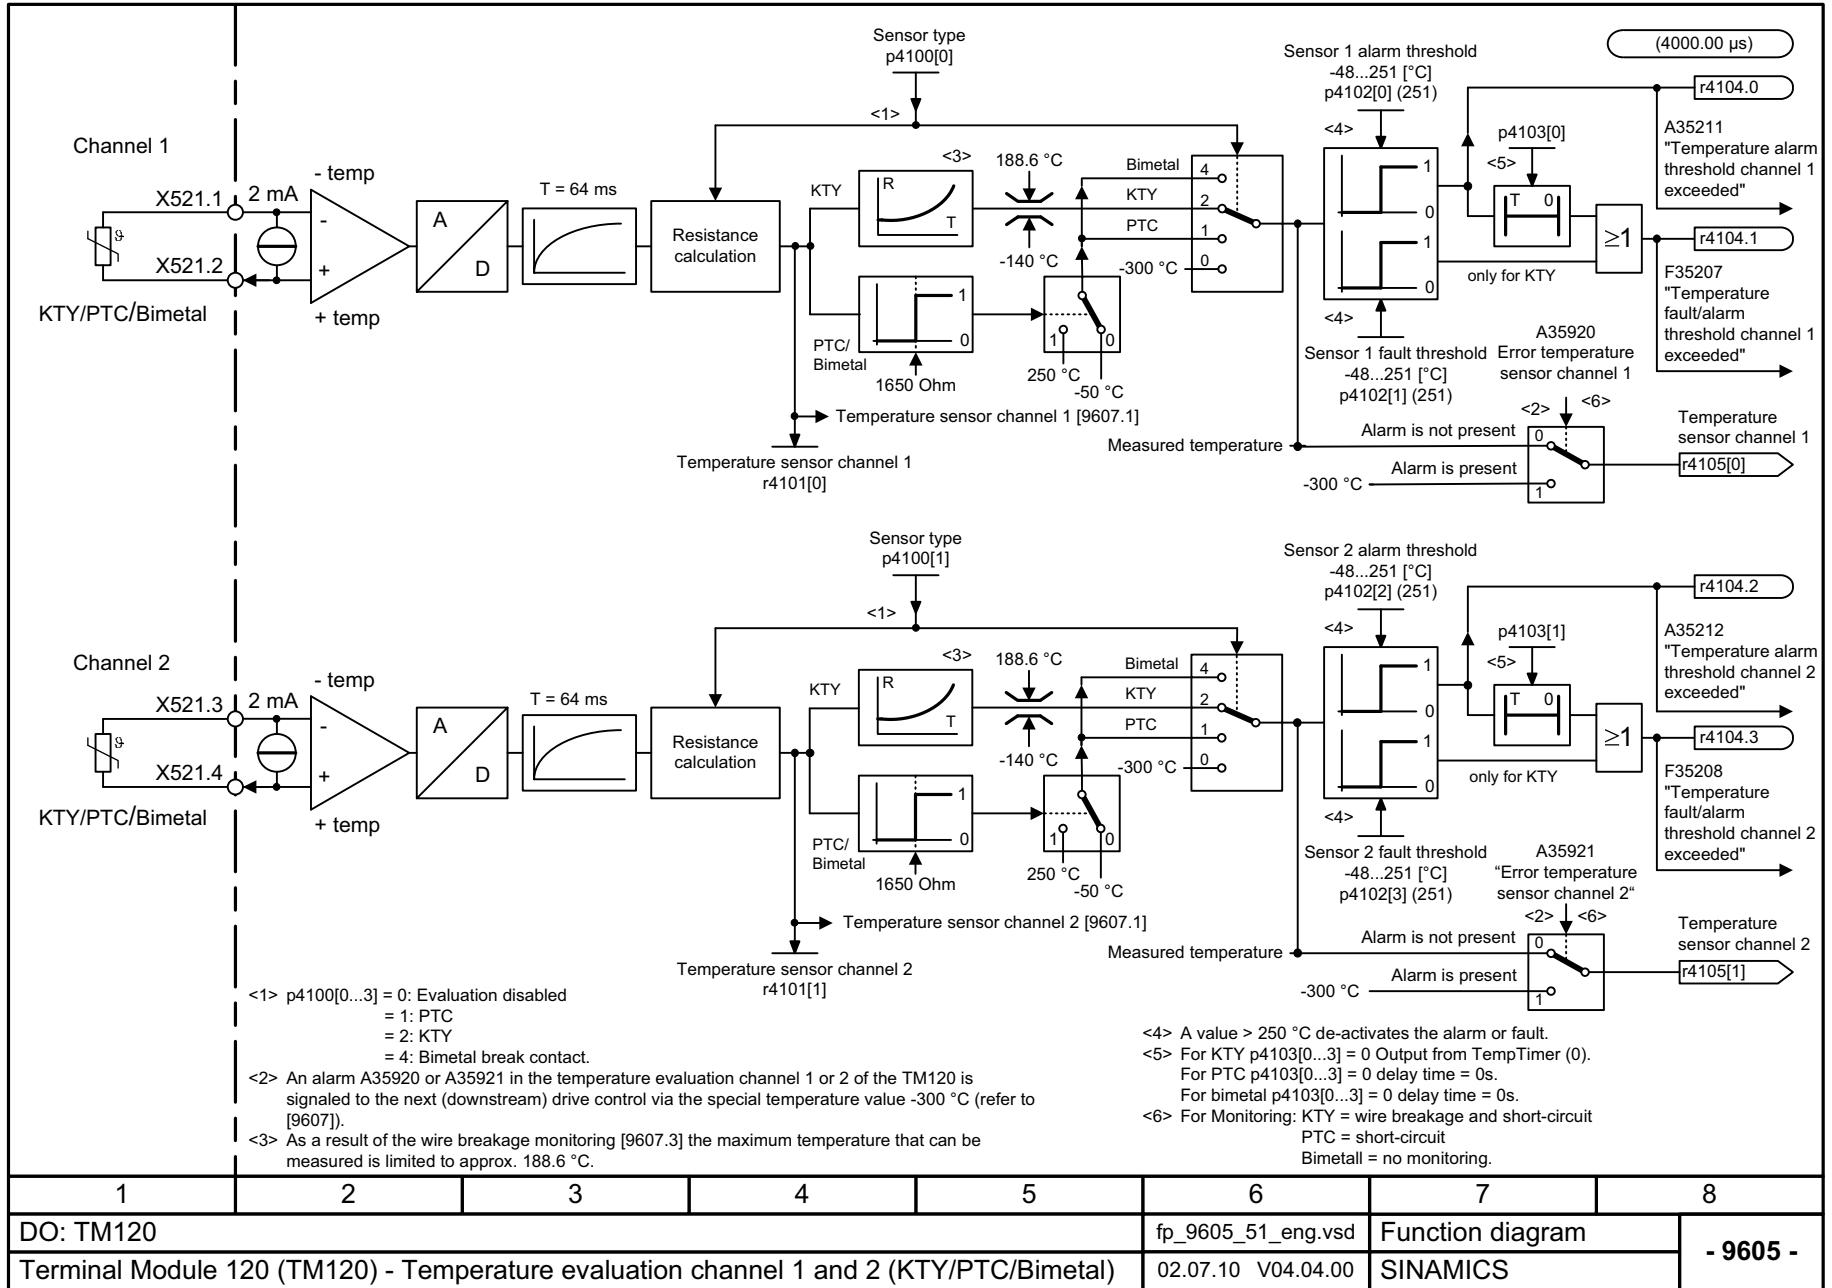 (4000.00 µs)
Sensor type
p4100[0]
Sensor 1 alarm threshold
-48...251 [°C]
p4102[0] (251)
r4104.0
<1>
<4>
p4103[0]
<5>
A35211
"Temperature alarm
threshold channel 1
exceeded"
Channel 1
X521.1
2 mA
- temp
-
A
D
T = 64 ms
Resistance
calculation
KTY
<3>
R
T
188.6 °C
-140 °C
Bimetal
4
KTY
2
PTC
1
-300 °C
0
1
0
1
0
T
0
≥1
r4104.1
only for KTY
ϑ
X521.2
+
+ temp
KTY/PTC/Bimetal
PTC/
Bimetal
1
0
1650 Ohm
1
0
250 °C
-50 °C
<4>
Sensor 1 fault threshold
-48...251 [°C]
p4102[1] (251)
F35207
"Temperature
fault/alarm
threshold channel 1
exceeded"
A35920
Error temperature
sensor channel 1
<2>
<6>
Temperature sensor channel 1 [9607.1]
Temperature sensor channel 1
r4101[0]
Measured temperature
Alarm is not present
0
Alarm is present
-300 °C
1
Temperature
sensor channel 1
r4105[0]
Sensor type
p4100[1]
Sensor 2 alarm threshold
-48...251 [°C]
p4102[2] (251)
r4104.2
<1>
<4>
p4103[1]
<5>
A35212
"Temperature alarm
threshold channel 2
exceeded"
Channel 2
X521.3
2 mA
- temp
-
A
D
T = 64 ms
Resistance
calculation
KTY
<3>
R
T
188.6 °C
-140 °C
Bimetal
4
KTY
2
PTC
1
-300 °C
0
1
0
1
0
T
0
≥1
r4104.3
only for KTY
ϑ
X521.4
+
+ temp
KTY/PTC/Bimetal
PTC/
Bimetal
1
0
1650 Ohm
1
0
250 °C
-50 °C
<4>
Sensor 2 fault threshold
-48...251 [°C]
p4102[3] (251)
F35208
"Temperature
fault/alarm
threshold channel 2
exceeded"
A35921
“Error temperature
sensor channel 2“
<2>
<6>
Temperature sensor channel 2 [9607.1]
Temperature sensor channel 2
r4101[1]
Measured temperature
Alarm is not present
0
Alarm is present
-300 °C
1
Temperature
sensor channel 2
r4105[1]
<1> p4100[0...3] = 0: Evaluation disabled
= 1: PTC
= 2: KTY
= 4: Bimetal break contact.
<2> An alarm A35920 or A35921 in the temperature evaluation channel 1 or 2 of the TM120 is
signaled to the next (downstream) drive control via the special temperature value -300 °C (refer to
[9607]).
<3> As a result of the wire breakage monitoring [9607.3] the maximum temperature that can be
measured is limited to approx. 188.6 °C.
<4> A value > 250 °C de-activates the alarm or fault.
<5> For KTY p4103[0...3] = 0 Output from TempTimer (0).
For PTC p4103[0...3] = 0 delay time = 0s.
For bimetal p4103[0...3] = 0 delay time = 0s.
<6> For Monitoring: KTY = wire breakage and short-circuit
PTC = short-circuit
Bimetall = no monitoring.
1 2 3 4 5 6 7 8
DO: TM120
fp_9605_51_eng.vsd
Function diagram
- 9605 -
Terminal Module 120 (TM120) - Temperature evaluation channel 1 and 2 (KTY/PTC/Bimetal)
02.07.10 V04.04.00
SINAMICS